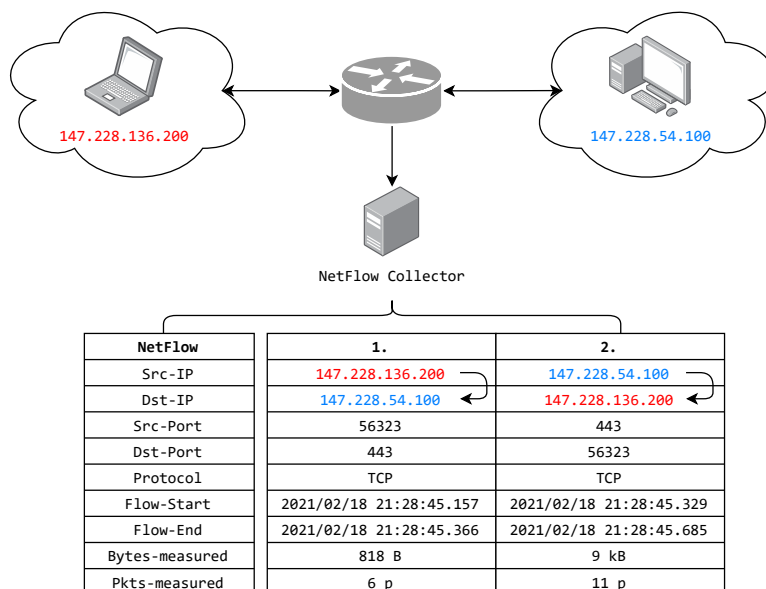 147.228.136.200 147.228.54.100
NetFlow Collector
NetFlow 1. 2.
Src-IP 147.228.136.200 147.228.54.100
Dst-IP 147.228.54.100 147.228.136.200
Src-Port 56323 443
Dst-Port 443 56323
Protocol TCP TCP
Flow-Start 2021/02/18 21:28:45.157 2021/02/18 21:28:45.329
Flow-End 2021/02/18 21:28:45.366 2021/02/18 21:28:45.685
Bytes-measured 818 B 9 kB
Pkts-measured 6 p 11 p